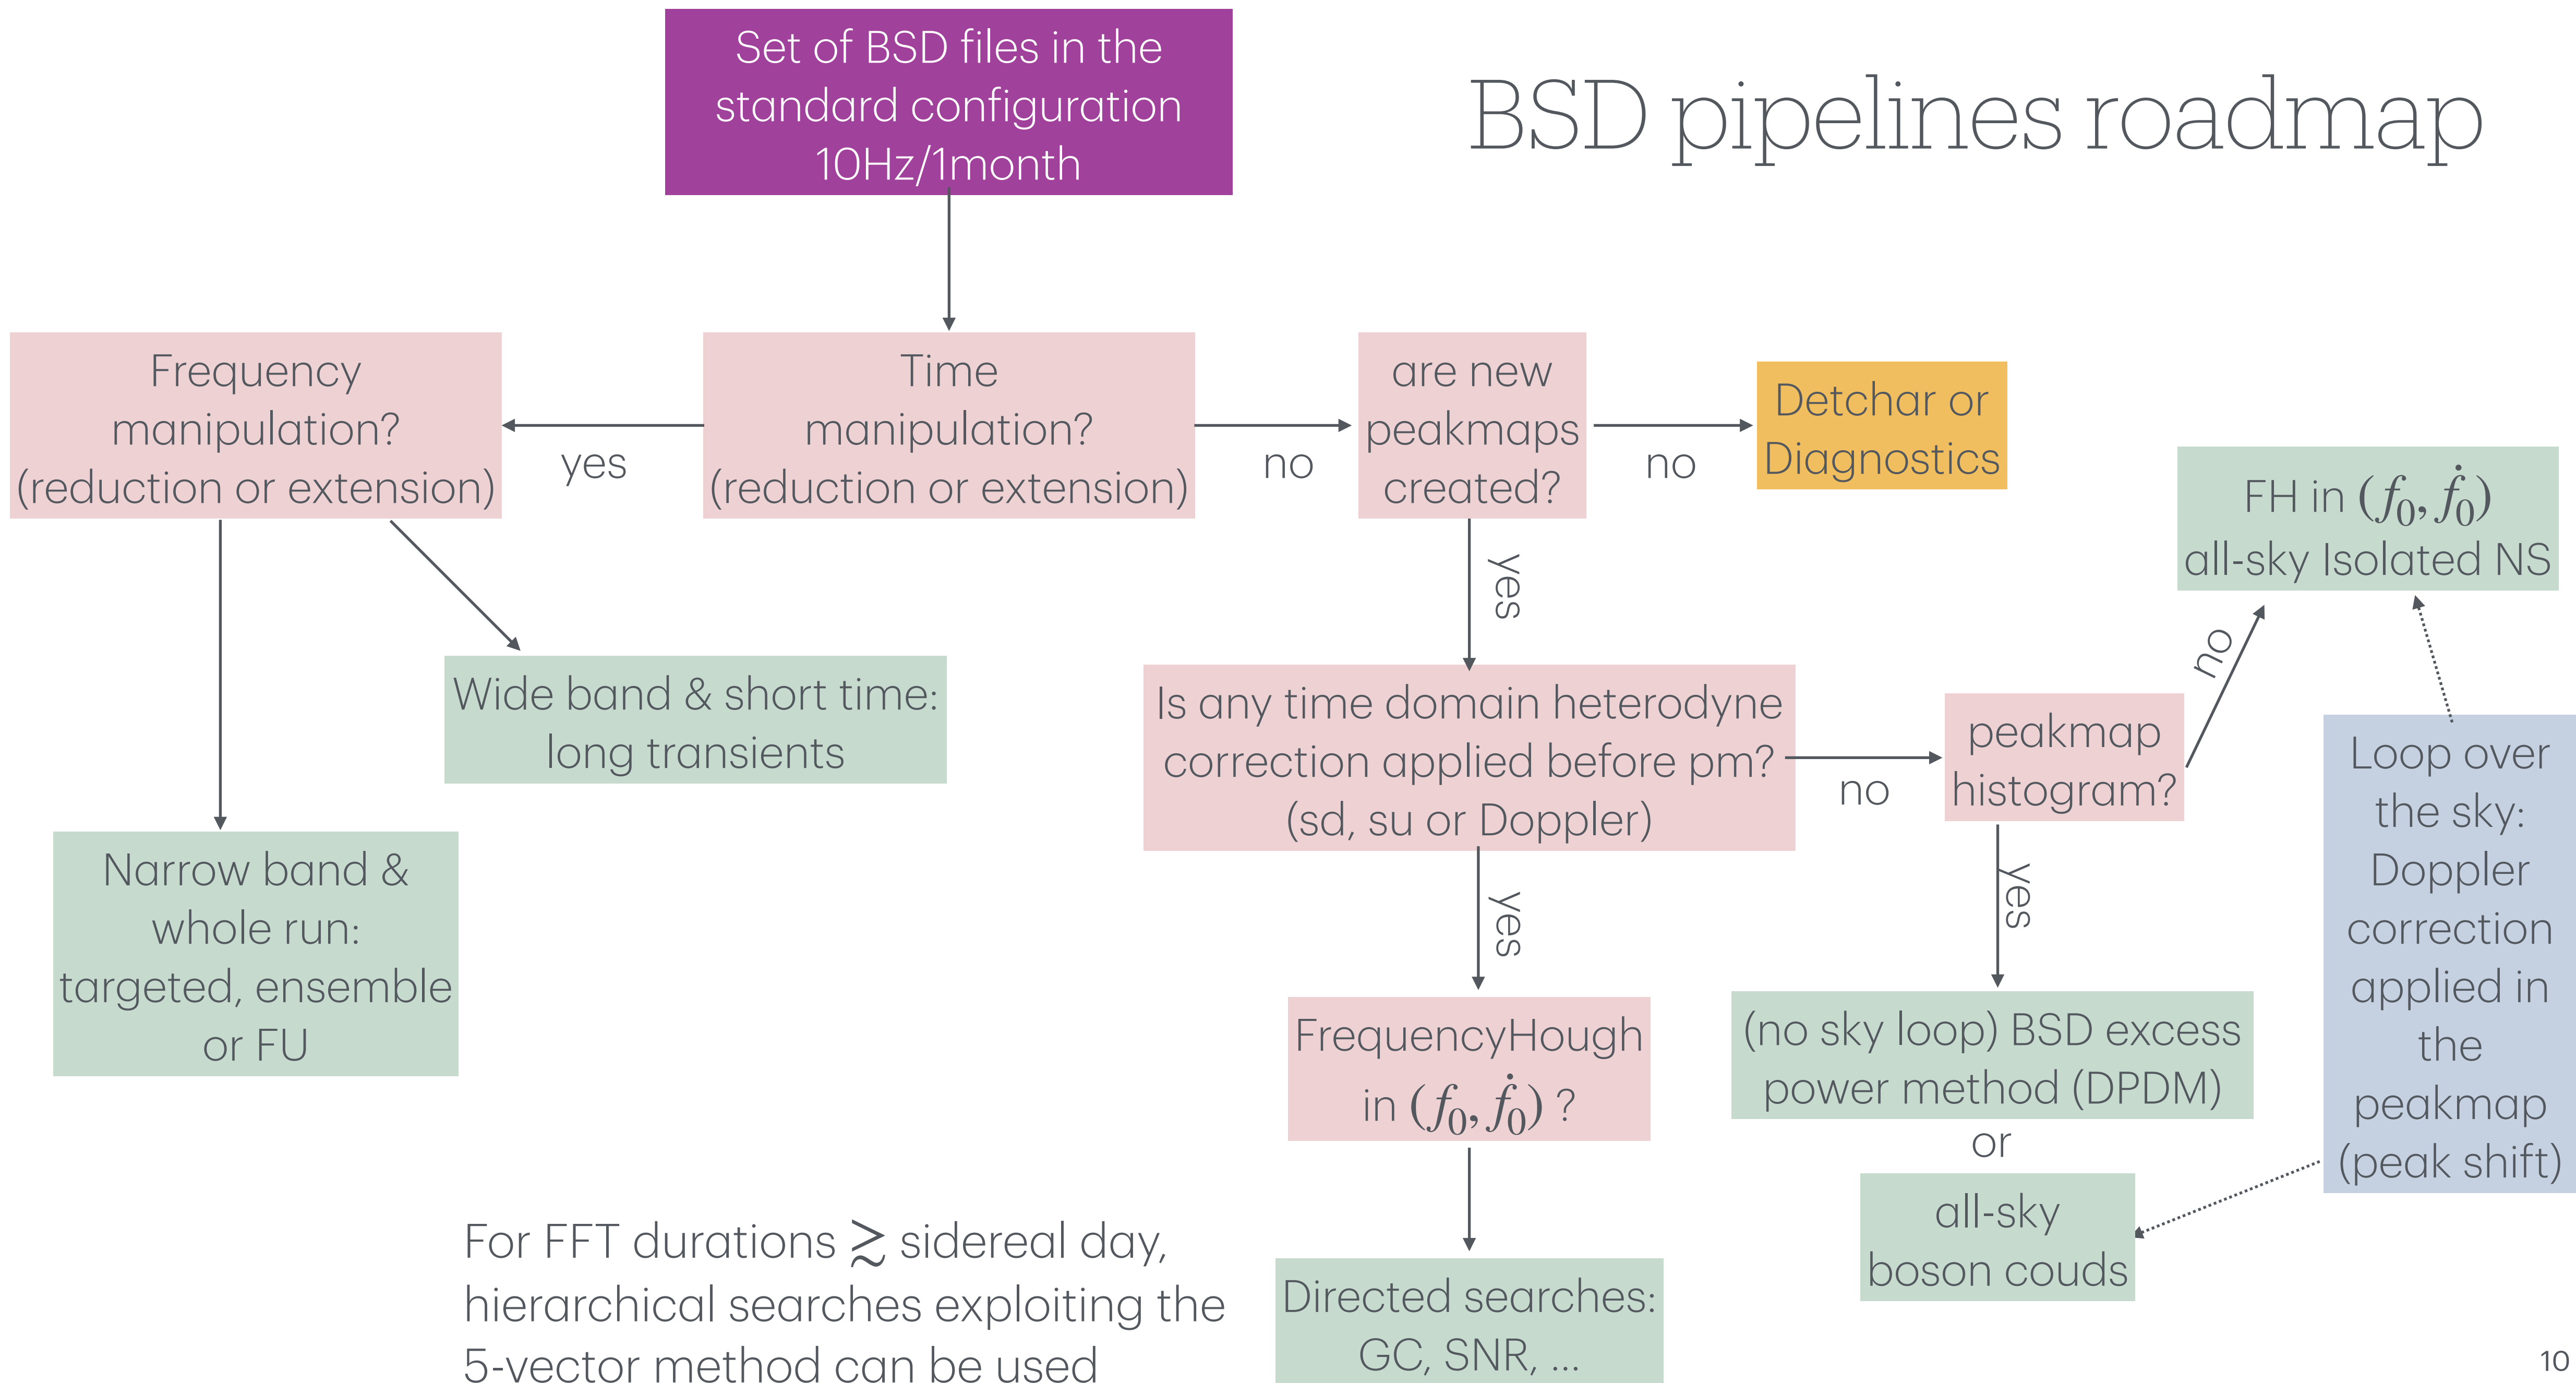 Set of BSD files in the
standard configuration
10Hz/1month
BSD pipelines roadmap
Frequency
manipulation?
(reduction or extension)
yes
Time
manipulation?
(reduction or extension)
no
are new
peakmaps
created?
no
Detchar or
Diagnostics
yes
FH in (f₀, ḟ₀)
all-sky Isolated NS
no
Wide band & short time:
long transients
Is any time domain heterodyne
correction applied before pm?
(sd, su or Doppler)
no
peakmap
histogram?
Loop over
the sky:
Doppler
correction
applied in
the
peakmap
(peak shift)
Narrow band &
whole run:
targeted, ensemble
or FU
yes
yes
FrequencyHough
in (f₀, ḟ₀) ?
(no sky loop) BSD excess
power method (DPDM)
or
all-sky
boson couds
For FFT durations ≳ sidereal day,
hierarchical searches exploiting the
5-vector method can be used
Directed searches:
GC, SNR, ...
10